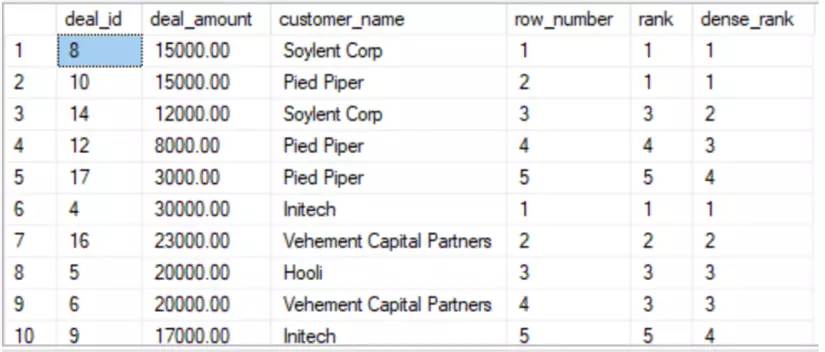 deal_id deal_amount customer_name row_number rank dense_rank
1 8 15000.00 Soylent Corp 1 1 1
2 10 15000.00 Pied Piper 2 1 1
3 14 12000.00 Soylent Corp 3 3 2
4 12 8000.00 Pied Piper 4 4 3
5 17 3000.00 Pied Piper 5 5 4
6 4 30000.00 Initech 1 1 1
7 16 23000.00 Vehement Capital Partners 2 2 2
8 5 20000.00 Hooli 3 3 3
9 6 20000.00 Vehement Capital Partners 4 3 3
10 9 17000.00 Initech 5 5 4